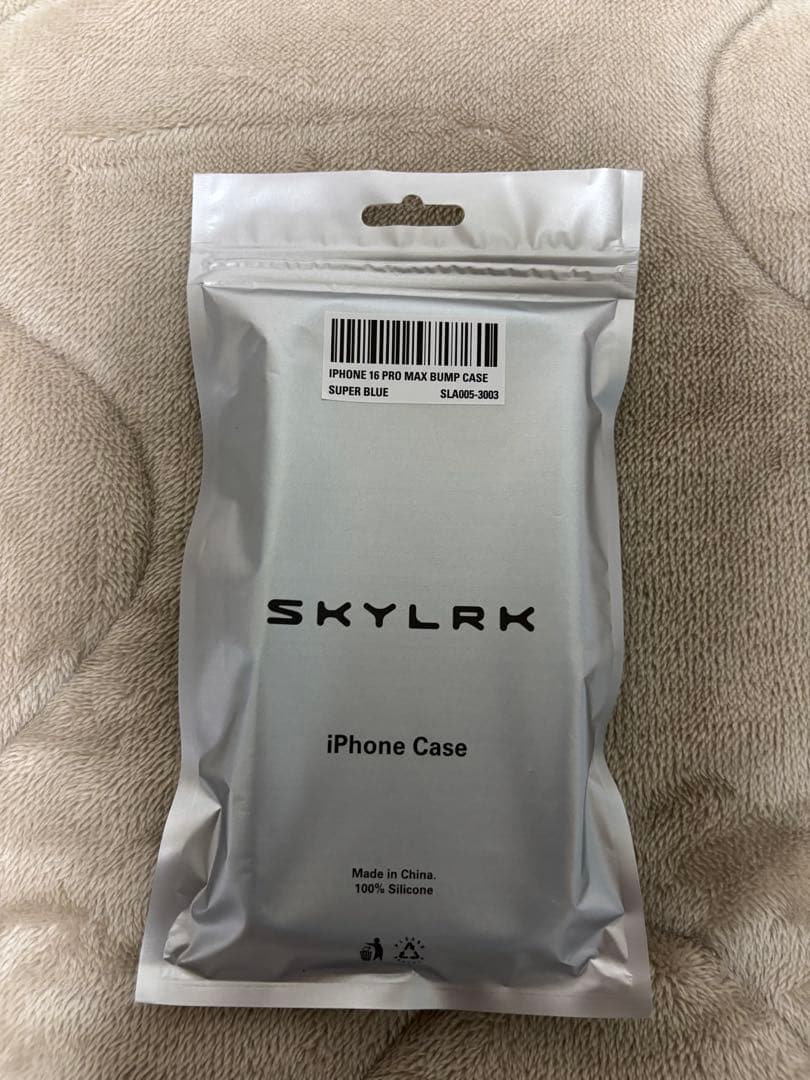 IPHONE 16 PRO MAX BUMP CASE
SUPER BLUE SLA005-3003
SKYLRK
iPhone Case
Made in China.
100% Silicone